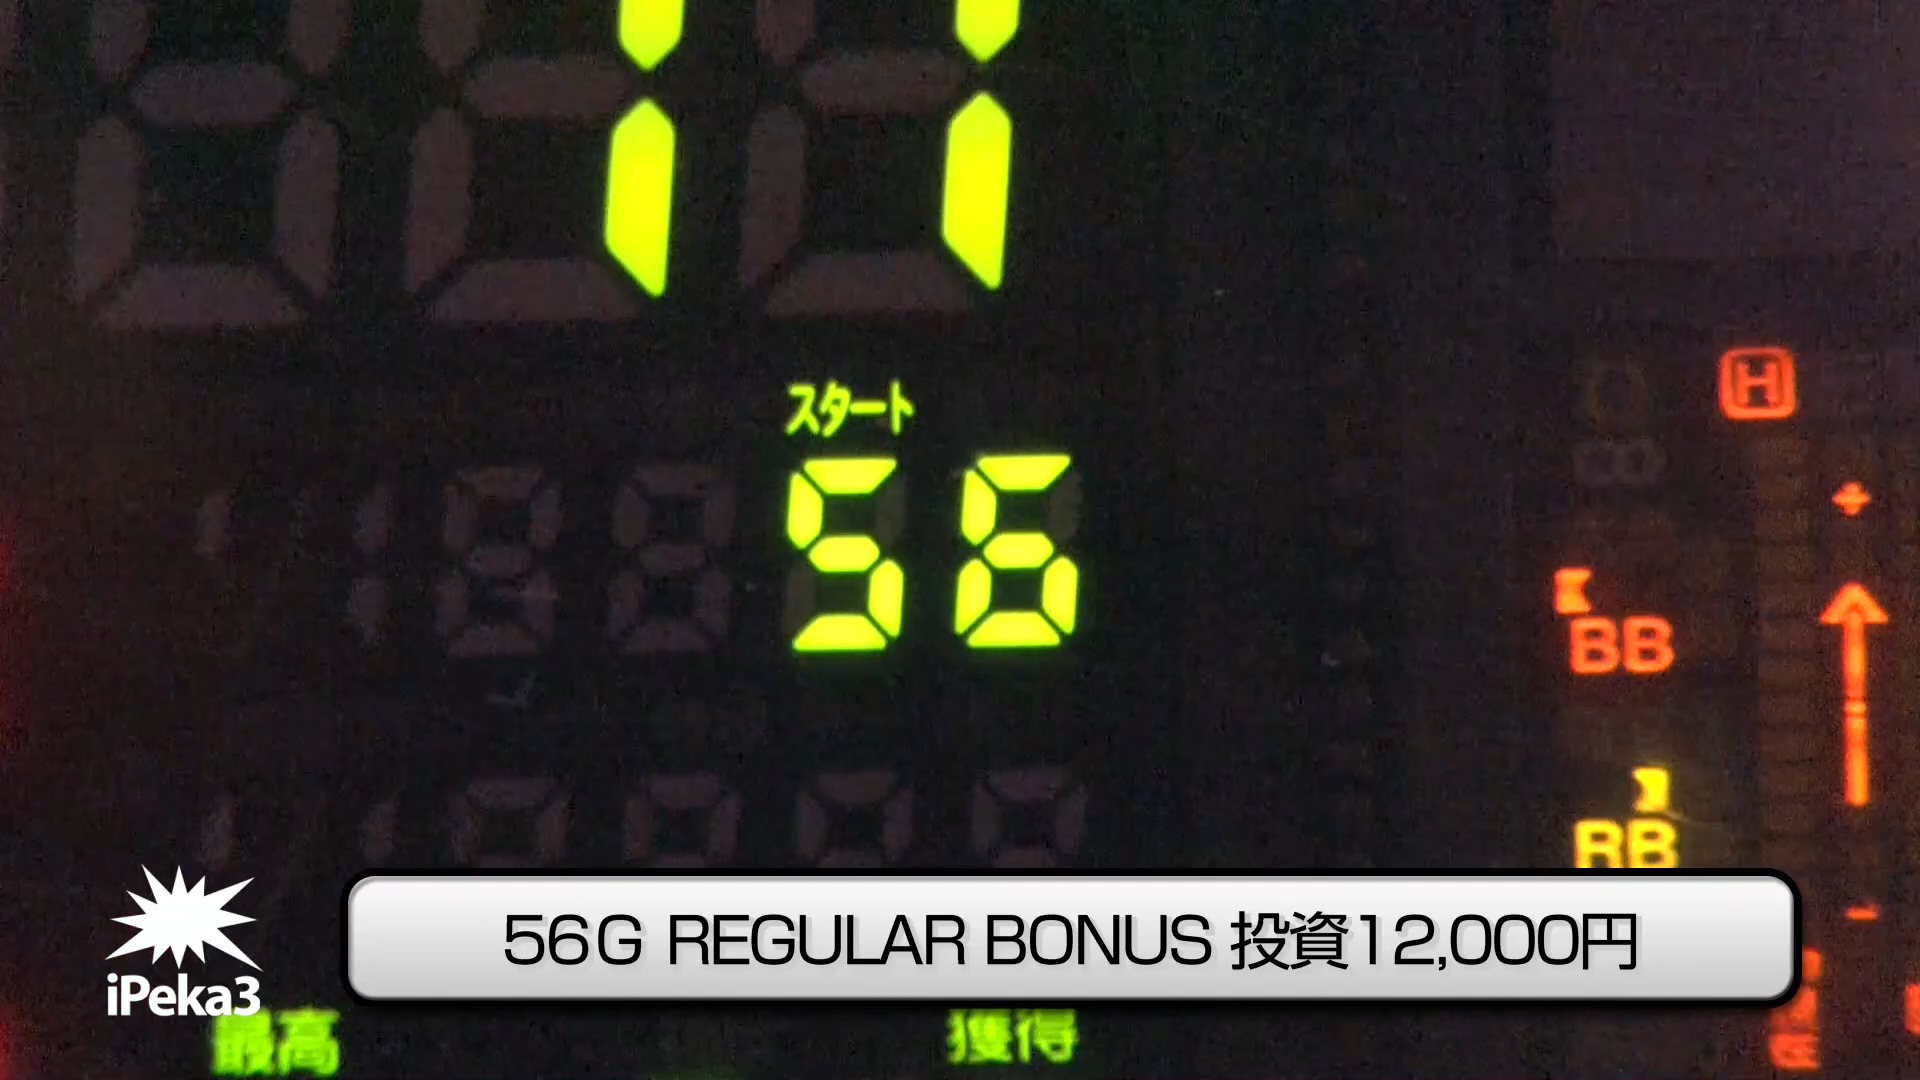 スタート
56
H
BB
RB
56G REGULAR BONUS 投資12,000円
iPeka3
最高
獲得